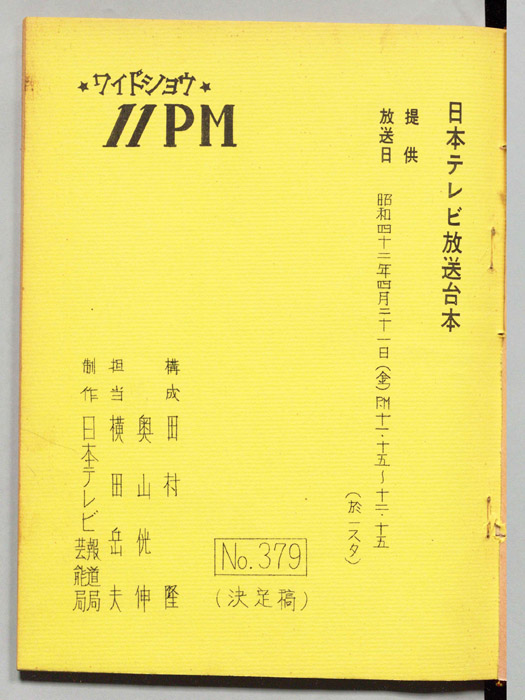 日本テレビ放送台本
提供
放送日 昭和四十二年四月二十一日(金)PM十一・十五～十二・十五
(於一スタ)
★ワイドショウ★
11PM
No.379
(決定稿)
構成 田村 隆
奥山 伸
担当 横田 岳夫
制作 日本テレビ 報道局
芸能局